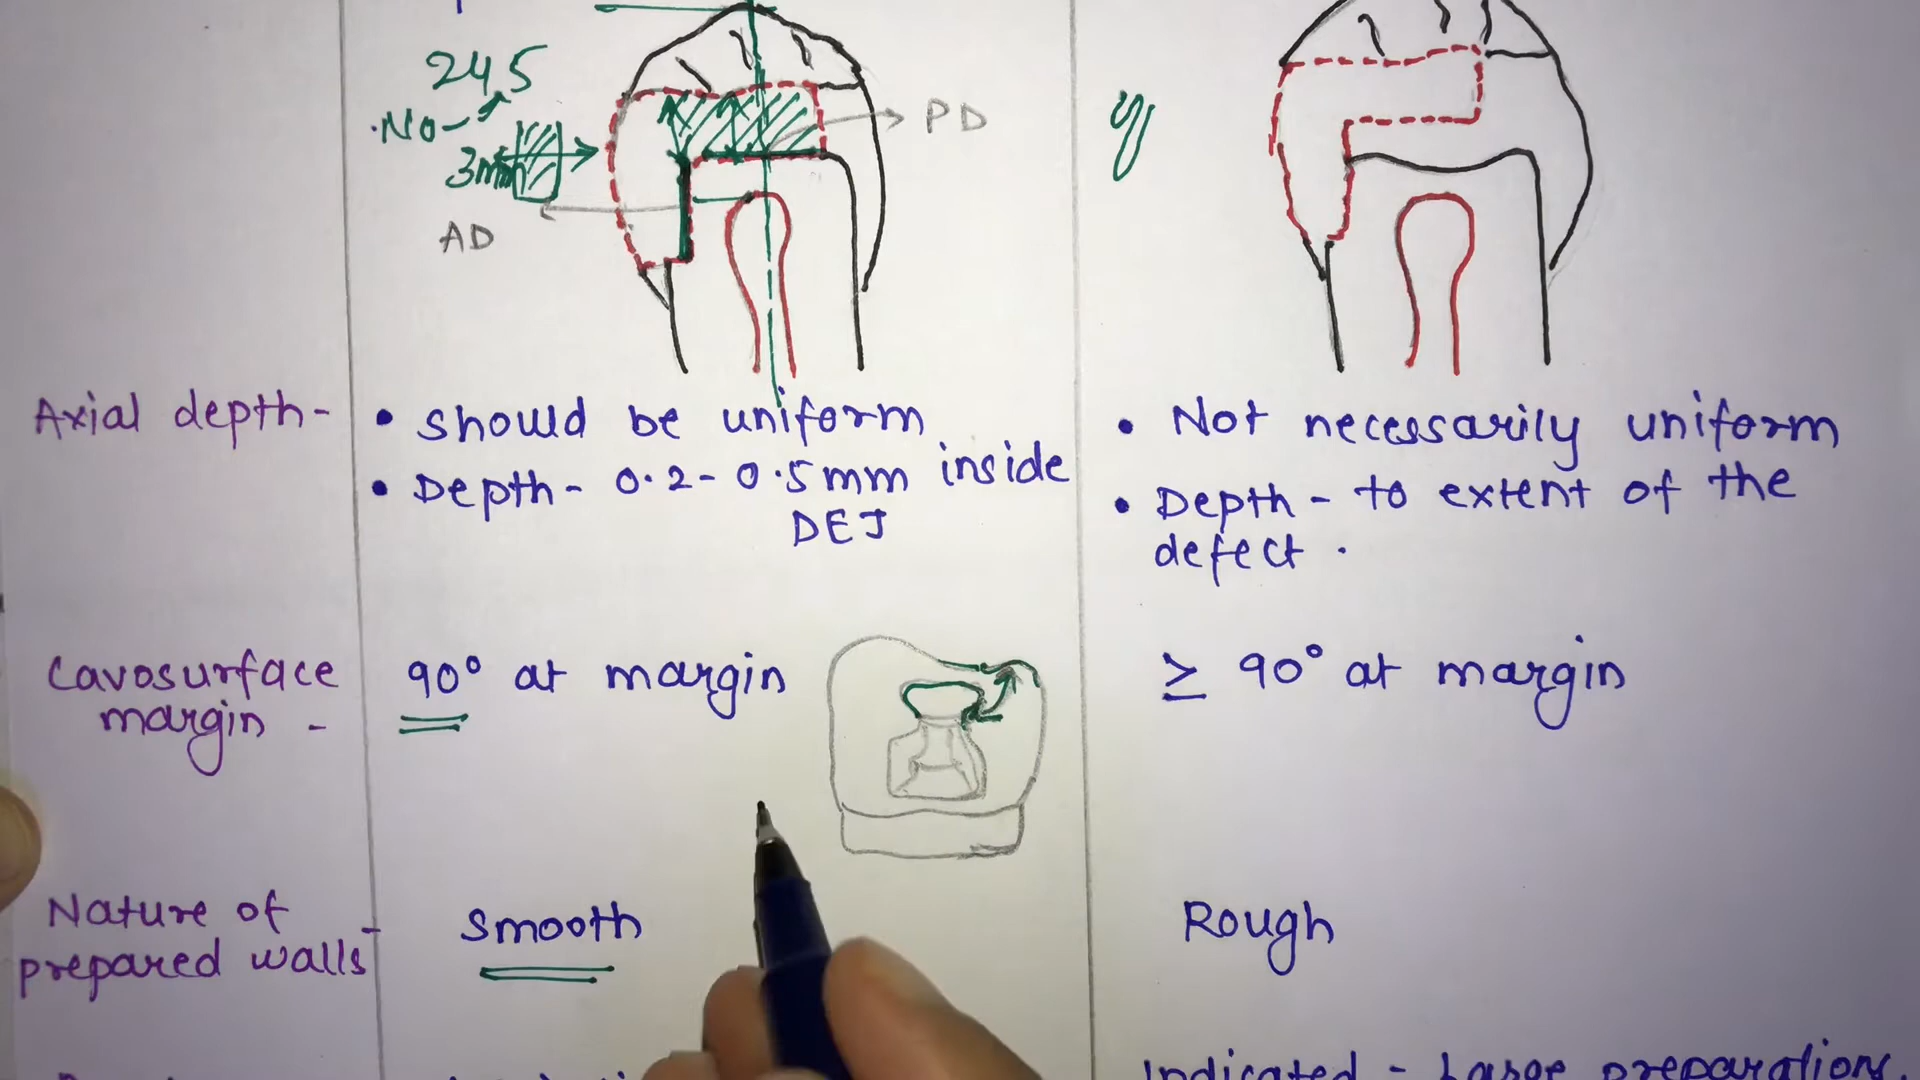 245
No
3mm
PD
AD
Axial depth-
• should be uniform
• Depth - 0.2 - 0.5mm inside
DEJ
• Not necessarily uniform
• Depth - to extent of the
defect.
Cavosurface
margin -
90° at margin
≥ 90° at margin
Nature of
prepared walls-
Smooth
Rough
Indicated - Large preparations.